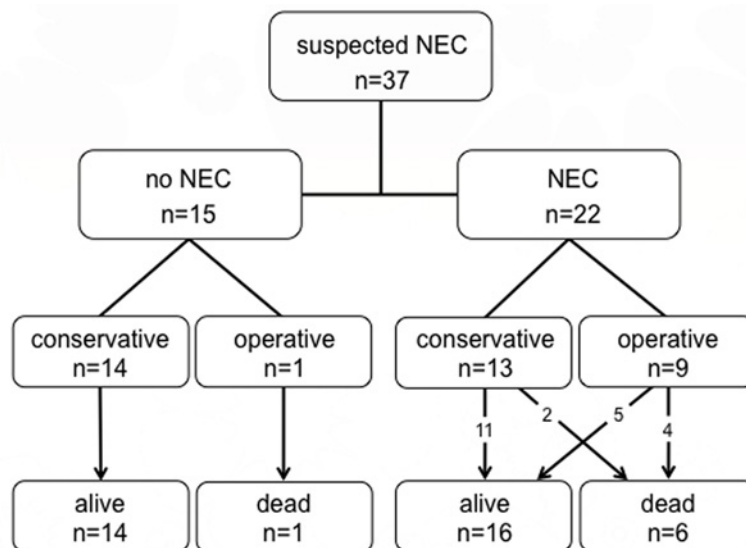 suspected NEC
n=37
no NEC
n=15
NEC
n=22
conservative
n=14
operative
n=1
conservative
n=13
operative
n=9
11
2
5
4
alive
n=14
dead
n=1
alive
n=16
dead
n=6